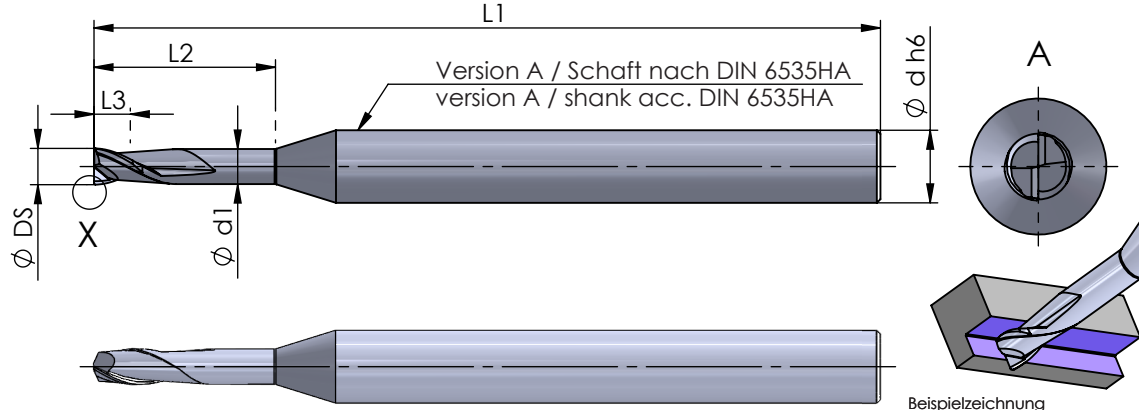 L1
L2
L3
Version A / Schaft nach DIN 6535HA
version A / shank acc. DIN 6535HA
Ø d h6
A
Ø DS
X
Ø d1
Beispielzeichnung